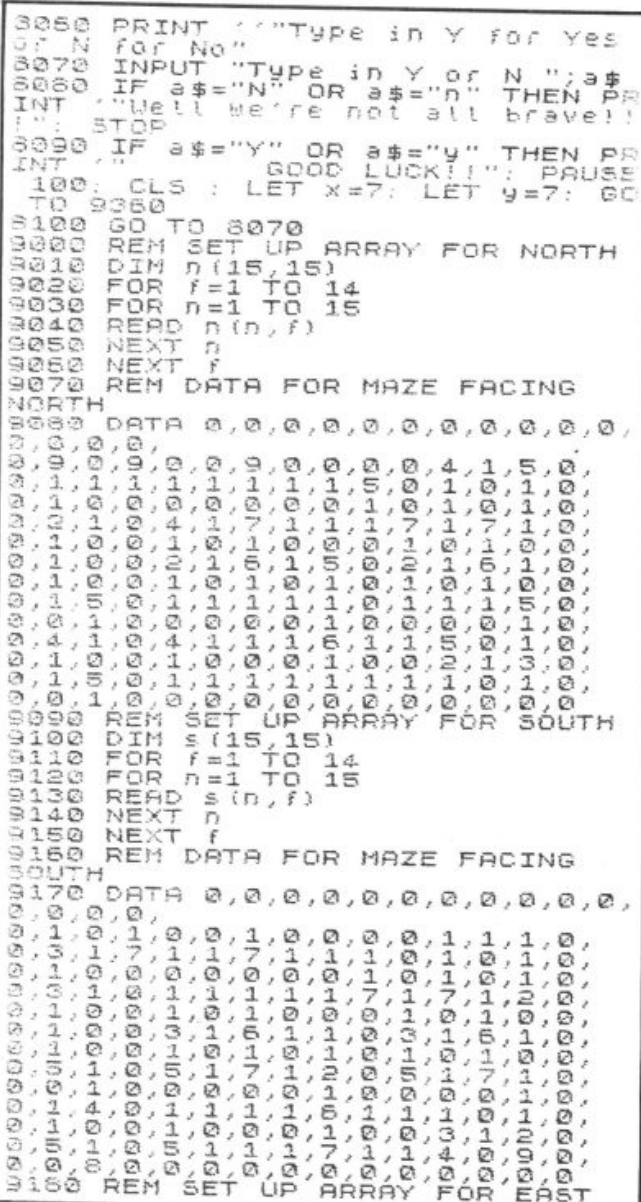 8060 PRINT ''"Type in Y for Yes
or N for No"
8070 INPUT "Type in Y or N ";a$
8080 IF a$="N" OR a$="n" THEN PR
INT '"Well we're not all brave!!
!": STOP
8090 IF a$="Y" OR a$="y" THEN PR
INT '" GOOD LUCK!!": PAUSE
100: CLS : LET x=7: LET y=7: GO
TO 9360
8100 GO TO 8070
9000 REM SET UP ARRAY FOR NORTH
9010 DIM n(15,15)
9020 FOR f=1 TO 14
9030 FOR n=1 TO 15
9040 READ n(n,f)
9050 NEXT n
9060 NEXT f
9070 REM DATA FOR MAZE FACING
NORTH
9080 DATA 0,0,0,0,0,0,0,0,0,0,0,
0,0,0,0,
0,9,0,9,0,0,9,0,0,0,0,4,1,5,0,
0,1,1,1,1,1,1,1,1,5,0,1,0,1,0,
0,1,0,0,0,0,0,0,0,1,0,1,0,1,0,
0,2,1,0,4,1,7,1,1,1,7,1,7,1,0,
0,1,0,0,1,0,1,0,0,0,1,0,1,0,0,
0,1,0,0,2,1,6,1,5,0,2,1,6,1,0,
0,1,0,0,1,0,1,0,1,0,1,0,1,0,0,
0,1,5,0,1,1,1,1,1,0,1,1,1,5,0,
0,0,1,0,0,0,0,0,1,0,0,0,0,1,0,
0,4,1,0,4,1,1,1,6,1,1,5,0,1,0,
0,1,0,0,1,0,0,0,1,0,0,2,1,3,0,
0,1,5,0,1,1,1,1,1,1,1,1,0,1,0,
0,0,1,0,0,0,0,0,0,0,0,0,0,0,0
9090 REM SET UP ARRAY FOR SOUTH
9100 DIM s(15,15)
9110 FOR f=1 TO 14
9120 FOR n=1 TO 15
9130 READ s(n,f)
9140 NEXT n
9150 NEXT f
9160 REM DATA FOR MAZE FACING
SOUTH
9170 DATA 0,0,0,0,0,0,0,0,0,0,0,
0,0,0,0,
0,1,0,1,0,0,1,0,0,0,0,1,1,1,0,
0,3,1,7,1,1,7,1,1,1,0,1,0,1,0,
0,1,0,0,0,0,0,0,0,1,0,1,0,1,0,
0,3,1,0,1,1,1,1,1,7,1,7,1,2,0,
0,1,0,0,1,0,1,0,0,0,1,0,1,0,0,
0,1,0,0,3,1,6,1,1,0,3,1,6,1,0,
0,1,0,0,1,0,1,0,1,0,1,0,1,0,0,
0,5,1,0,5,1,7,1,2,0,5,1,7,1,0,
0,0,1,0,0,0,0,0,1,0,0,0,0,1,0,
0,1,4,0,1,1,1,1,6,1,1,1,0,1,0,
0,1,0,0,1,0,0,0,1,0,0,3,1,2,0,
0,5,1,0,5,1,1,1,7,1,1,4,0,9,0,
0,0,8,0,0,0,0,0,0,0,0,0,0,0,0
9180 REM SET UP ARRAY FOR EAST